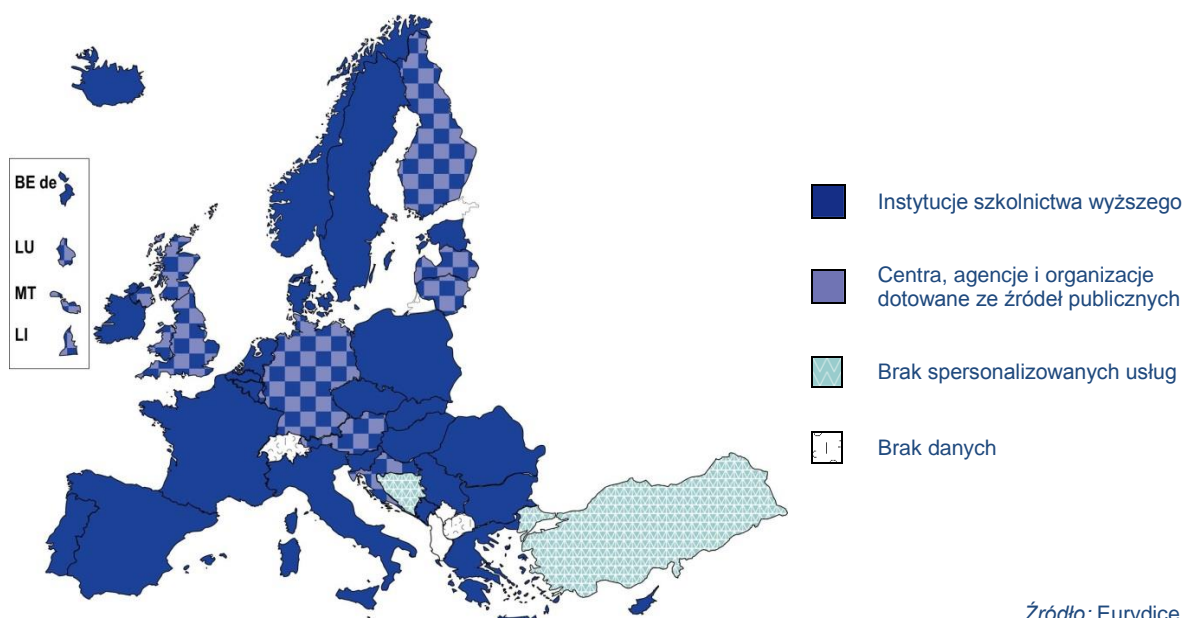 BE de
LU
MT
LI
Instytucje szkolnictwa wyższego
Centra, agencje i organizacje
dotowane ze źródeł publicznych
Brak spersonalizowanych usług
Brak danych
Źródło: Eurydice